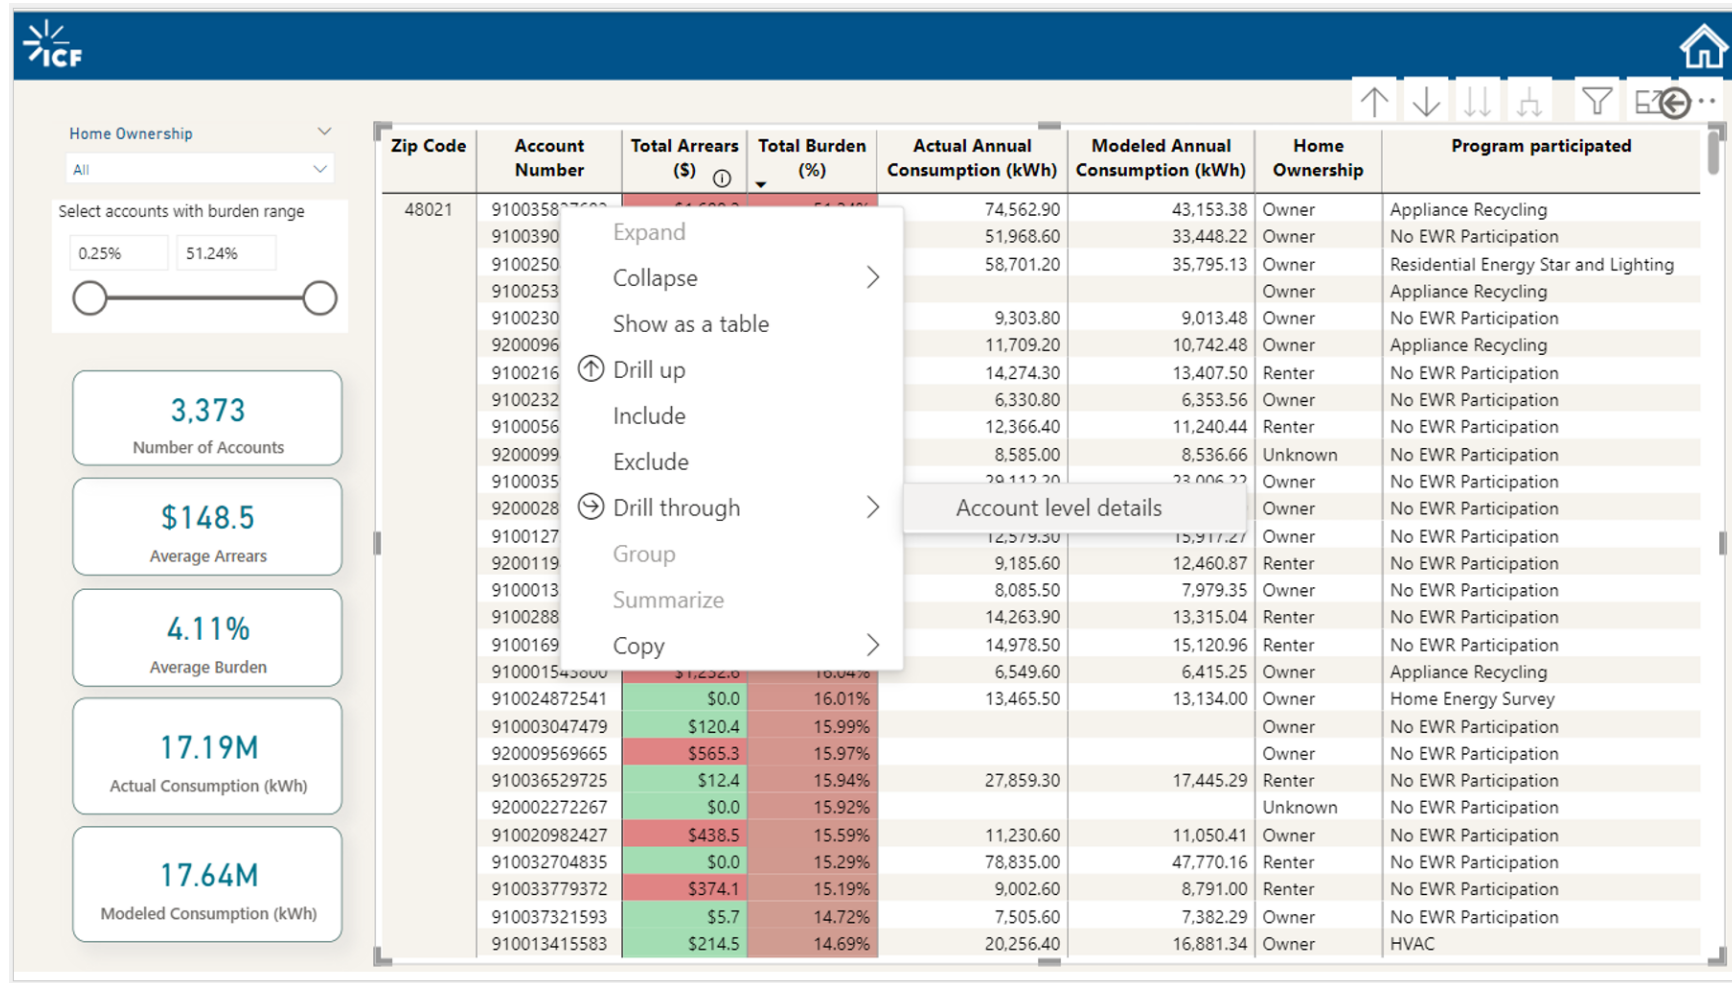 ICF
Home Ownership
All
Select accounts with burden range
0.25% 51.24%
3,373
Number of Accounts
$148.5
Average Arrears
4.11%
Average Burden
17.19M
Actual Consumption (kWh)
17.64M
Modeled Consumption (kWh)
Zip Code Account Number Total Arrears ($) Total Burden (%) Actual Annual Consumption (kWh) Modeled Annual Consumption (kWh) Home Ownership Program participated
48021 74,562.90 43,153.38 Owner Appliance Recycling
9100390 51,968.60 33,448.22 Owner No EWR Participation
910025 58,701.20 35,795.13 Owner Residential Energy Star and Lighting
9100253 Owner Appliance Recycling
9100230 9,303.80 9,013.48 Owner No EWR Participation
9200096 11,709.20 10,742.48 Owner Appliance Recycling
9100216 14,274.30 13,407.50 Renter No EWR Participation
9100232 6,330.80 6,353.56 Owner No EWR Participation
9100056 12,366.40 11,240.44 Renter No EWR Participation
9200099 8,585.00 8,536.66 Unknown No EWR Participation
9100035 29,112.20 23,006.22 Owner No EWR Participation
9200028 Owner No EWR Participation
9100127 12,579.30 15,917.27 Owner No EWR Participation
9200119 9,185.60 12,460.87 Renter No EWR Participation
9100013 8,085.50 7,979.35 Owner No EWR Participation
9100288 14,263.90 13,315.04 Renter No EWR Participation
9100169 14,978.50 15,120.96 Renter No EWR Participation
910001543800 $1,252.6 16.04% 6,549.60 6,415.25 Owner Appliance Recycling
910024872541 $0.0 16.01% 13,465.50 13,134.00 Owner Home Energy Survey
910003047479 $120.4 15.99% Owner No EWR Participation
920009569665 $565.3 15.97% Owner No EWR Participation
910036529725 $12.4 15.94% 27,859.30 17,445.29 Renter No EWR Participation
920002272267 $0.0 15.92% Unknown No EWR Participation
910020982427 $438.5 15.59% 11,230.60 11,050.41 Owner No EWR Participation
910032704835 $0.0 15.29% 78,835.00 47,770.16 Renter No EWR Participation
910033779372 $374.1 15.19% 9,002.60 8,791.00 Renter No EWR Participation
910037321593 $5.7 14.72% 7,505.60 7,382.29 Owner No EWR Participation
910013415583 $214.5 14.69% 20,256.40 16,881.34 Owner HVAC
Expand
Collapse
Show as a table
Drill up
Include
Exclude
Drill through
Account level details
Group
Summarize
Copy